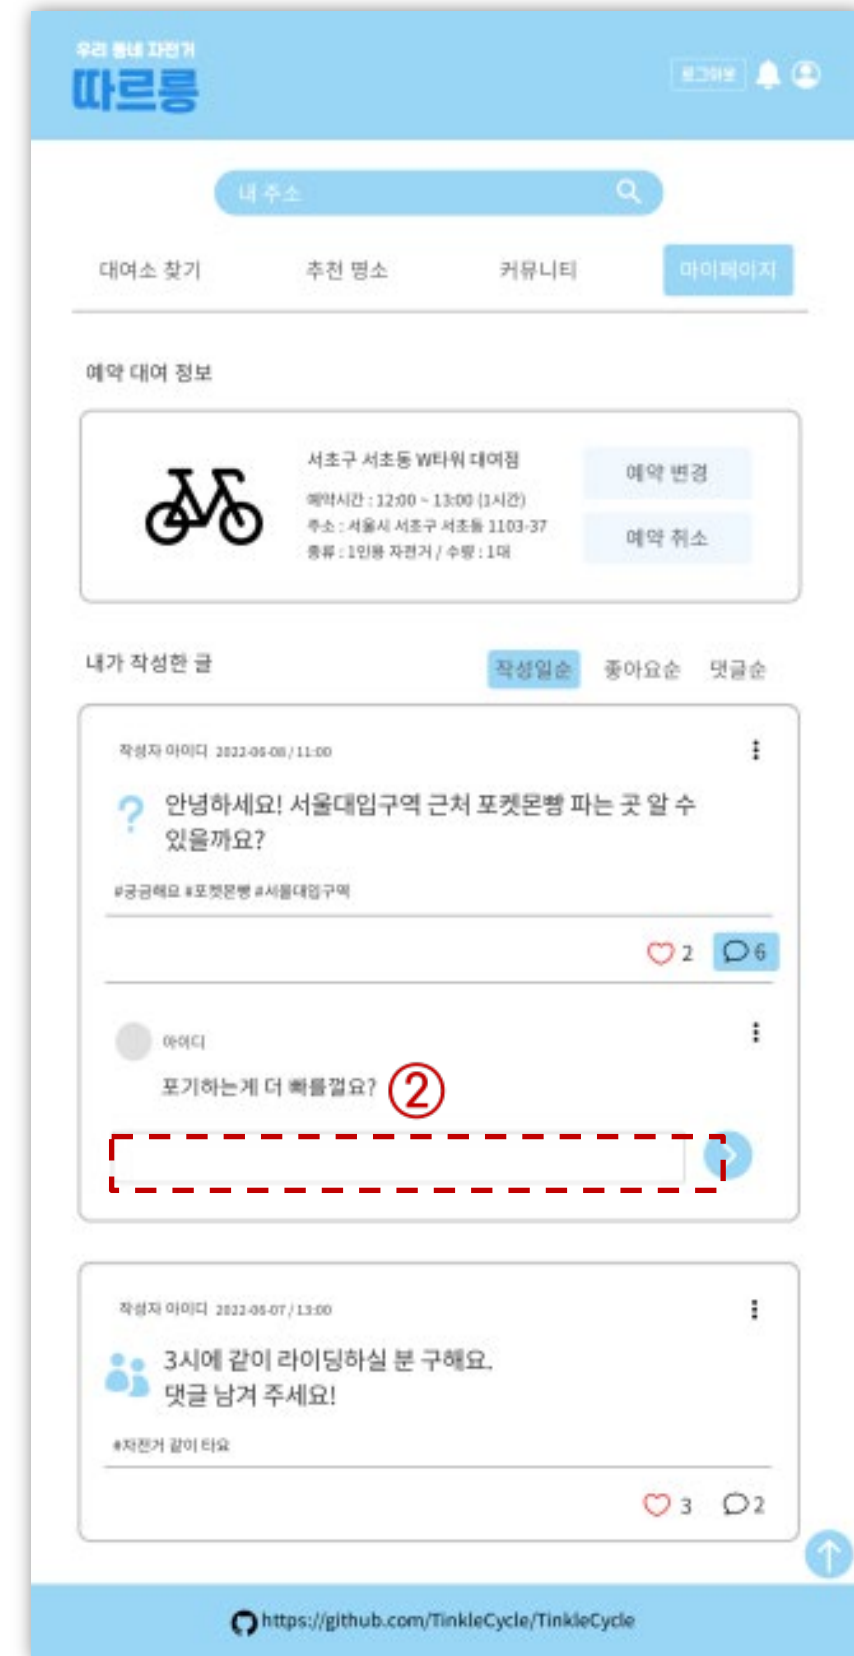 우리 동네 자전거
따르릉
로그아웃
내 주소
대여소 찾기 추천 명소 커뮤니티 마이페이지
예약 대여 정보
서초구 서초동 W타워 대여점
예약시간 : 12:00 ~ 13:00 (1시간)
주소 : 서울시 서초구 서초동 1103-37
종류 : 1인용 자전거 / 수량 : 1대
예약 변경
예약 취소
내가 작성한 글
작성일순 좋아요순 댓글순
작성자 아이디 2022-06-08 / 11:00
? 안녕하세요! 서울대입구역 근처 포켓몬빵 파는 곳 알 수
있을까요?
#궁금해요 #포켓몬빵 #서울대입구역
2 6
아이디
포기하는게 더 빠를껄요? ②
작성자 아이디 2022-06-07 / 13:00
3시에 같이 라이딩하실 분 구해요.
댓글 남겨 주세요!
#자전거 같이 타요
3 2
https://github.com/TinkleCycle/TinkleCycle